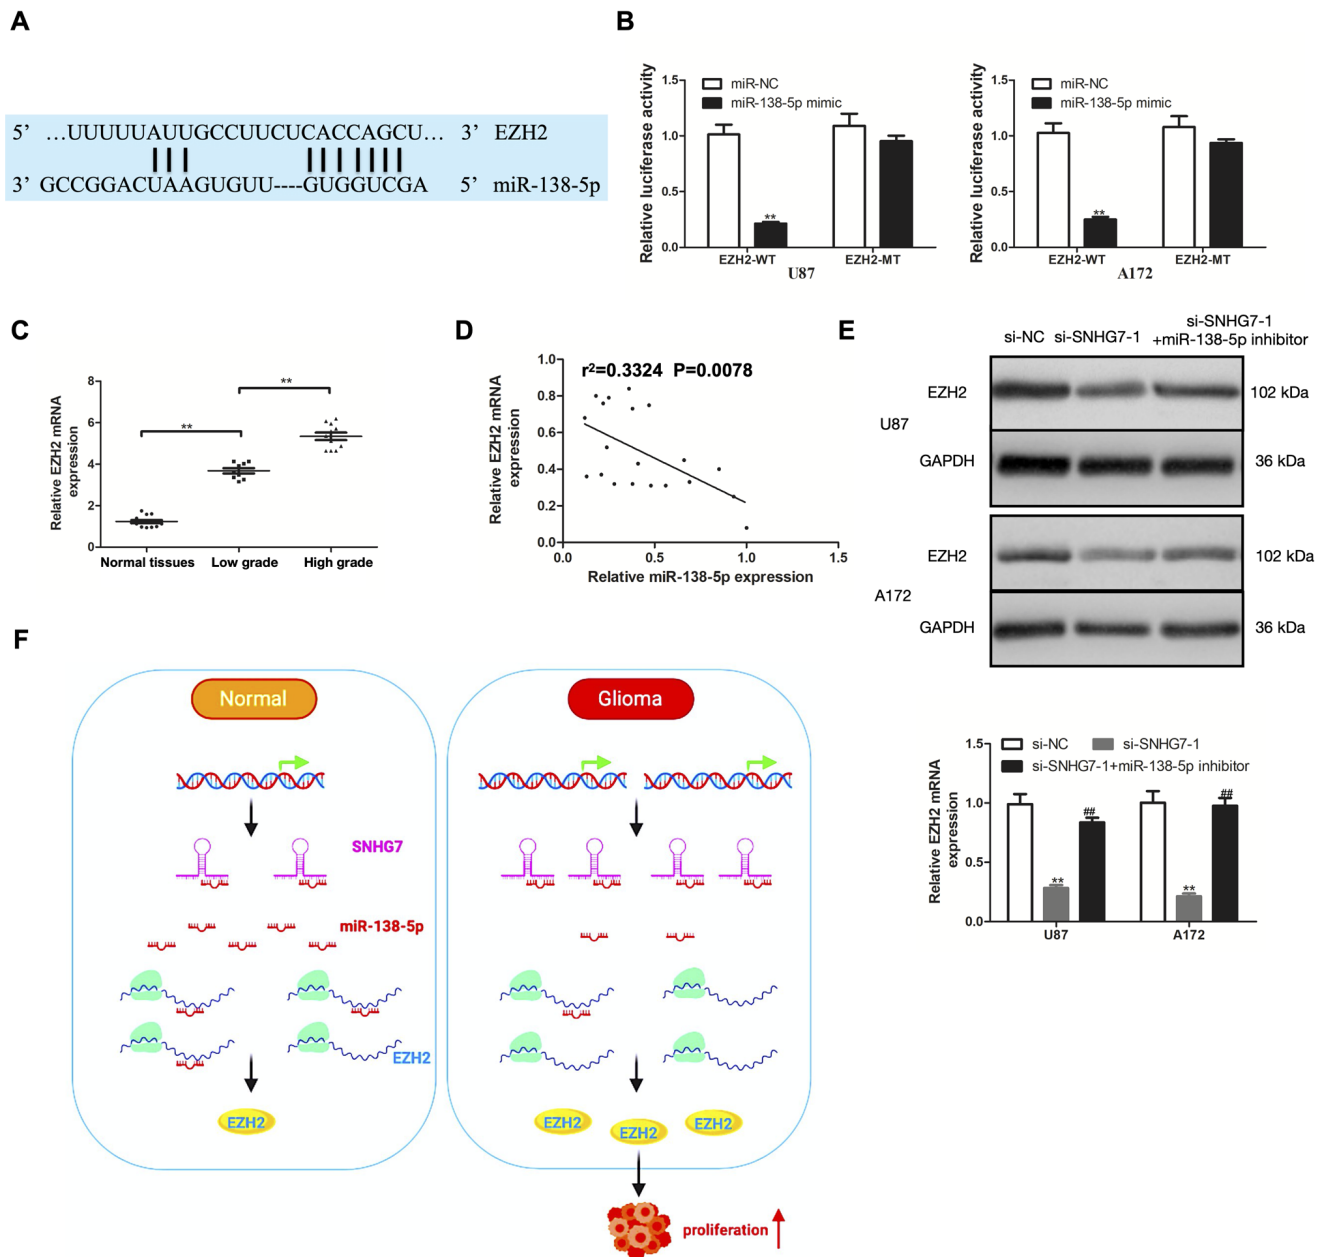 A
5’ …UUUUUAUUGCCUUCUCACCAGCU… 3’ EZH2
3’ GCCGGACUAAGUGUU----GUGGUCGA 5’ miR-138-5p
B
Relative luciferase activity
1.5
1.0
0.5
0.0
miR-NC
miR-138-5p mimic
**
EZH2-WT EZH2-MT
U87
Relative luciferase activity
1.5
1.0
0.5
0.0
miR-NC
miR-138-5p mimic
**
EZH2-WT EZH2-MT
A172
C
Relative EZH2 mRNA
expression
8
6
4
2
0
**
**
Normal tissues Low grade High grade
D
Relative EZH2 mRNA
expression
1.0
0.8
0.6
0.4
0.2
0.0
r²=0.3324 P=0.0078
0.0 0.5 1.0 1.5
Relative miR-138-5p expression
E
si-NC si-SNHG7-1 si-SNHG7-1
+miR-138-5p inhibitor
U87
EZH2 102 kDa
GAPDH 36 kDa
A172
EZH2 102 kDa
GAPDH 36 kDa
Relative EZH2 mRNA
expression
1.5
1.0
0.5
0.0
si-NC si-SNHG7-1
si-SNHG7-1+miR-138-5p inhibitor
** ## ** ##
U87 A172
F
Normal
SNHG7
miR-138-5p
EZH2
EZH2
Glioma
EZH2 EZH2 EZH2
proliferation